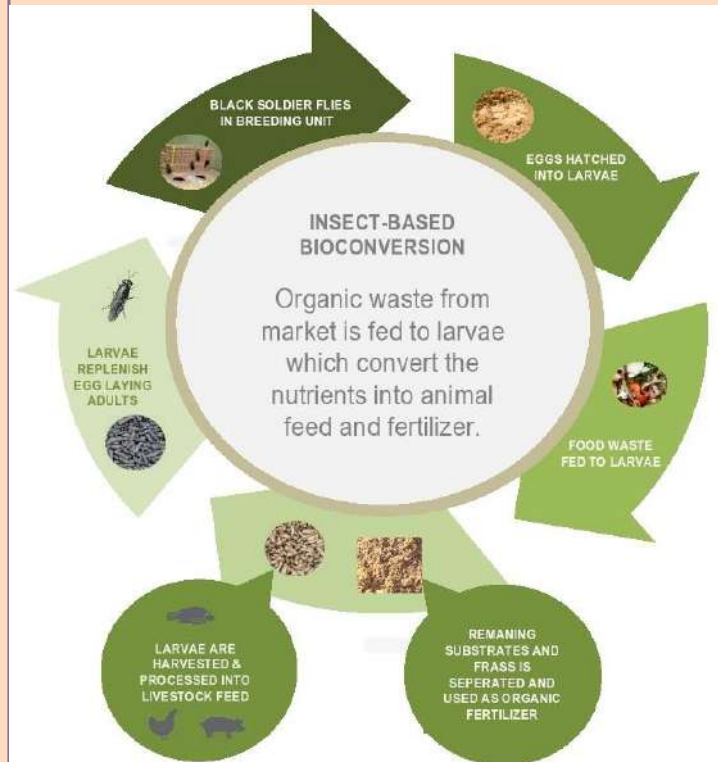 BLACK SOLDIER FLIES
IN BREEDING UNIT
EGGS HATCHED
INTO LARVAE
INSECT-BASED
BIOCONVERSION
Organic waste from
market is fed to larvae
which convert the
nutrients into animal
feed and fertilizer.
FOOD WASTE
FED TO LARVAE
LARVAE
REPLENISH
EGG LAYING
ADULTS
LARVAE ARE
HARVESTED &
PROCESSED INTO
LIVESTOCK FEED
REMANING
SUBSTRATES AND
FRASS IS
SEPERATED AND
USED AS ORGANIC
FERTILIZER